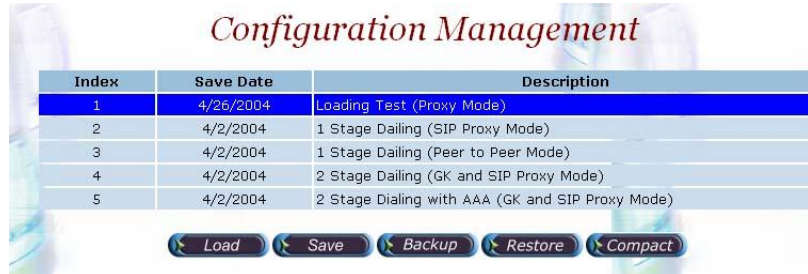 Configuration Management
Index Save Date Description
1 4/26/2004 Loading Test (Proxy Mode)
2 4/2/2004 1 Stage Dailing (SIP Proxy Mode)
3 4/2/2004 1 Stage Dailing (Peer to Peer Mode)
4 4/2/2004 2 Stage Dailing (GK and SIP Proxy Mode)
5 4/2/2004 2 Stage Dialing with AAA (GK and SIP Proxy Mode)
Load Save Backup Restore Compact